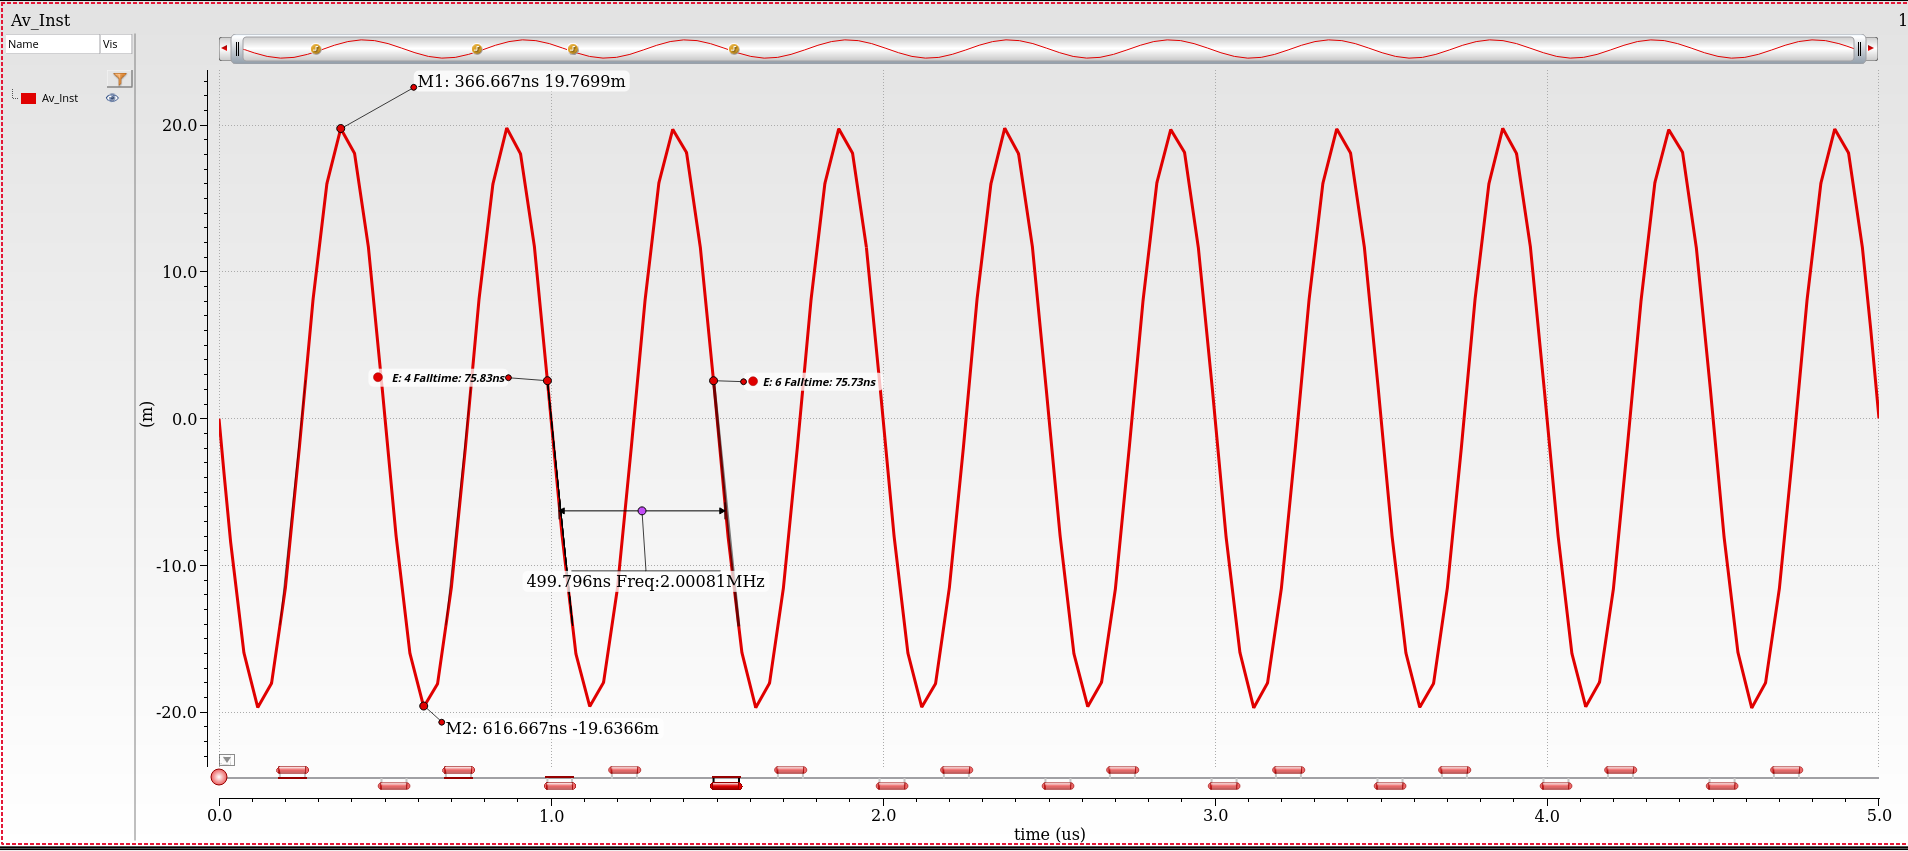 Av_Inst
1
Name Vis
Av_Inst
M1: 366.667ns 19.7699m
20.0
10.0
E: 4 Falltime: 75.83ns
E: 6 Falltime: 75.73ns
0.0
(m)
-10.0
499.796ns Freq:2.00081MHz
-20.0
M2: 616.667ns -19.6366m
0.0 1.0 2.0 3.0 4.0 5.0
time (us)